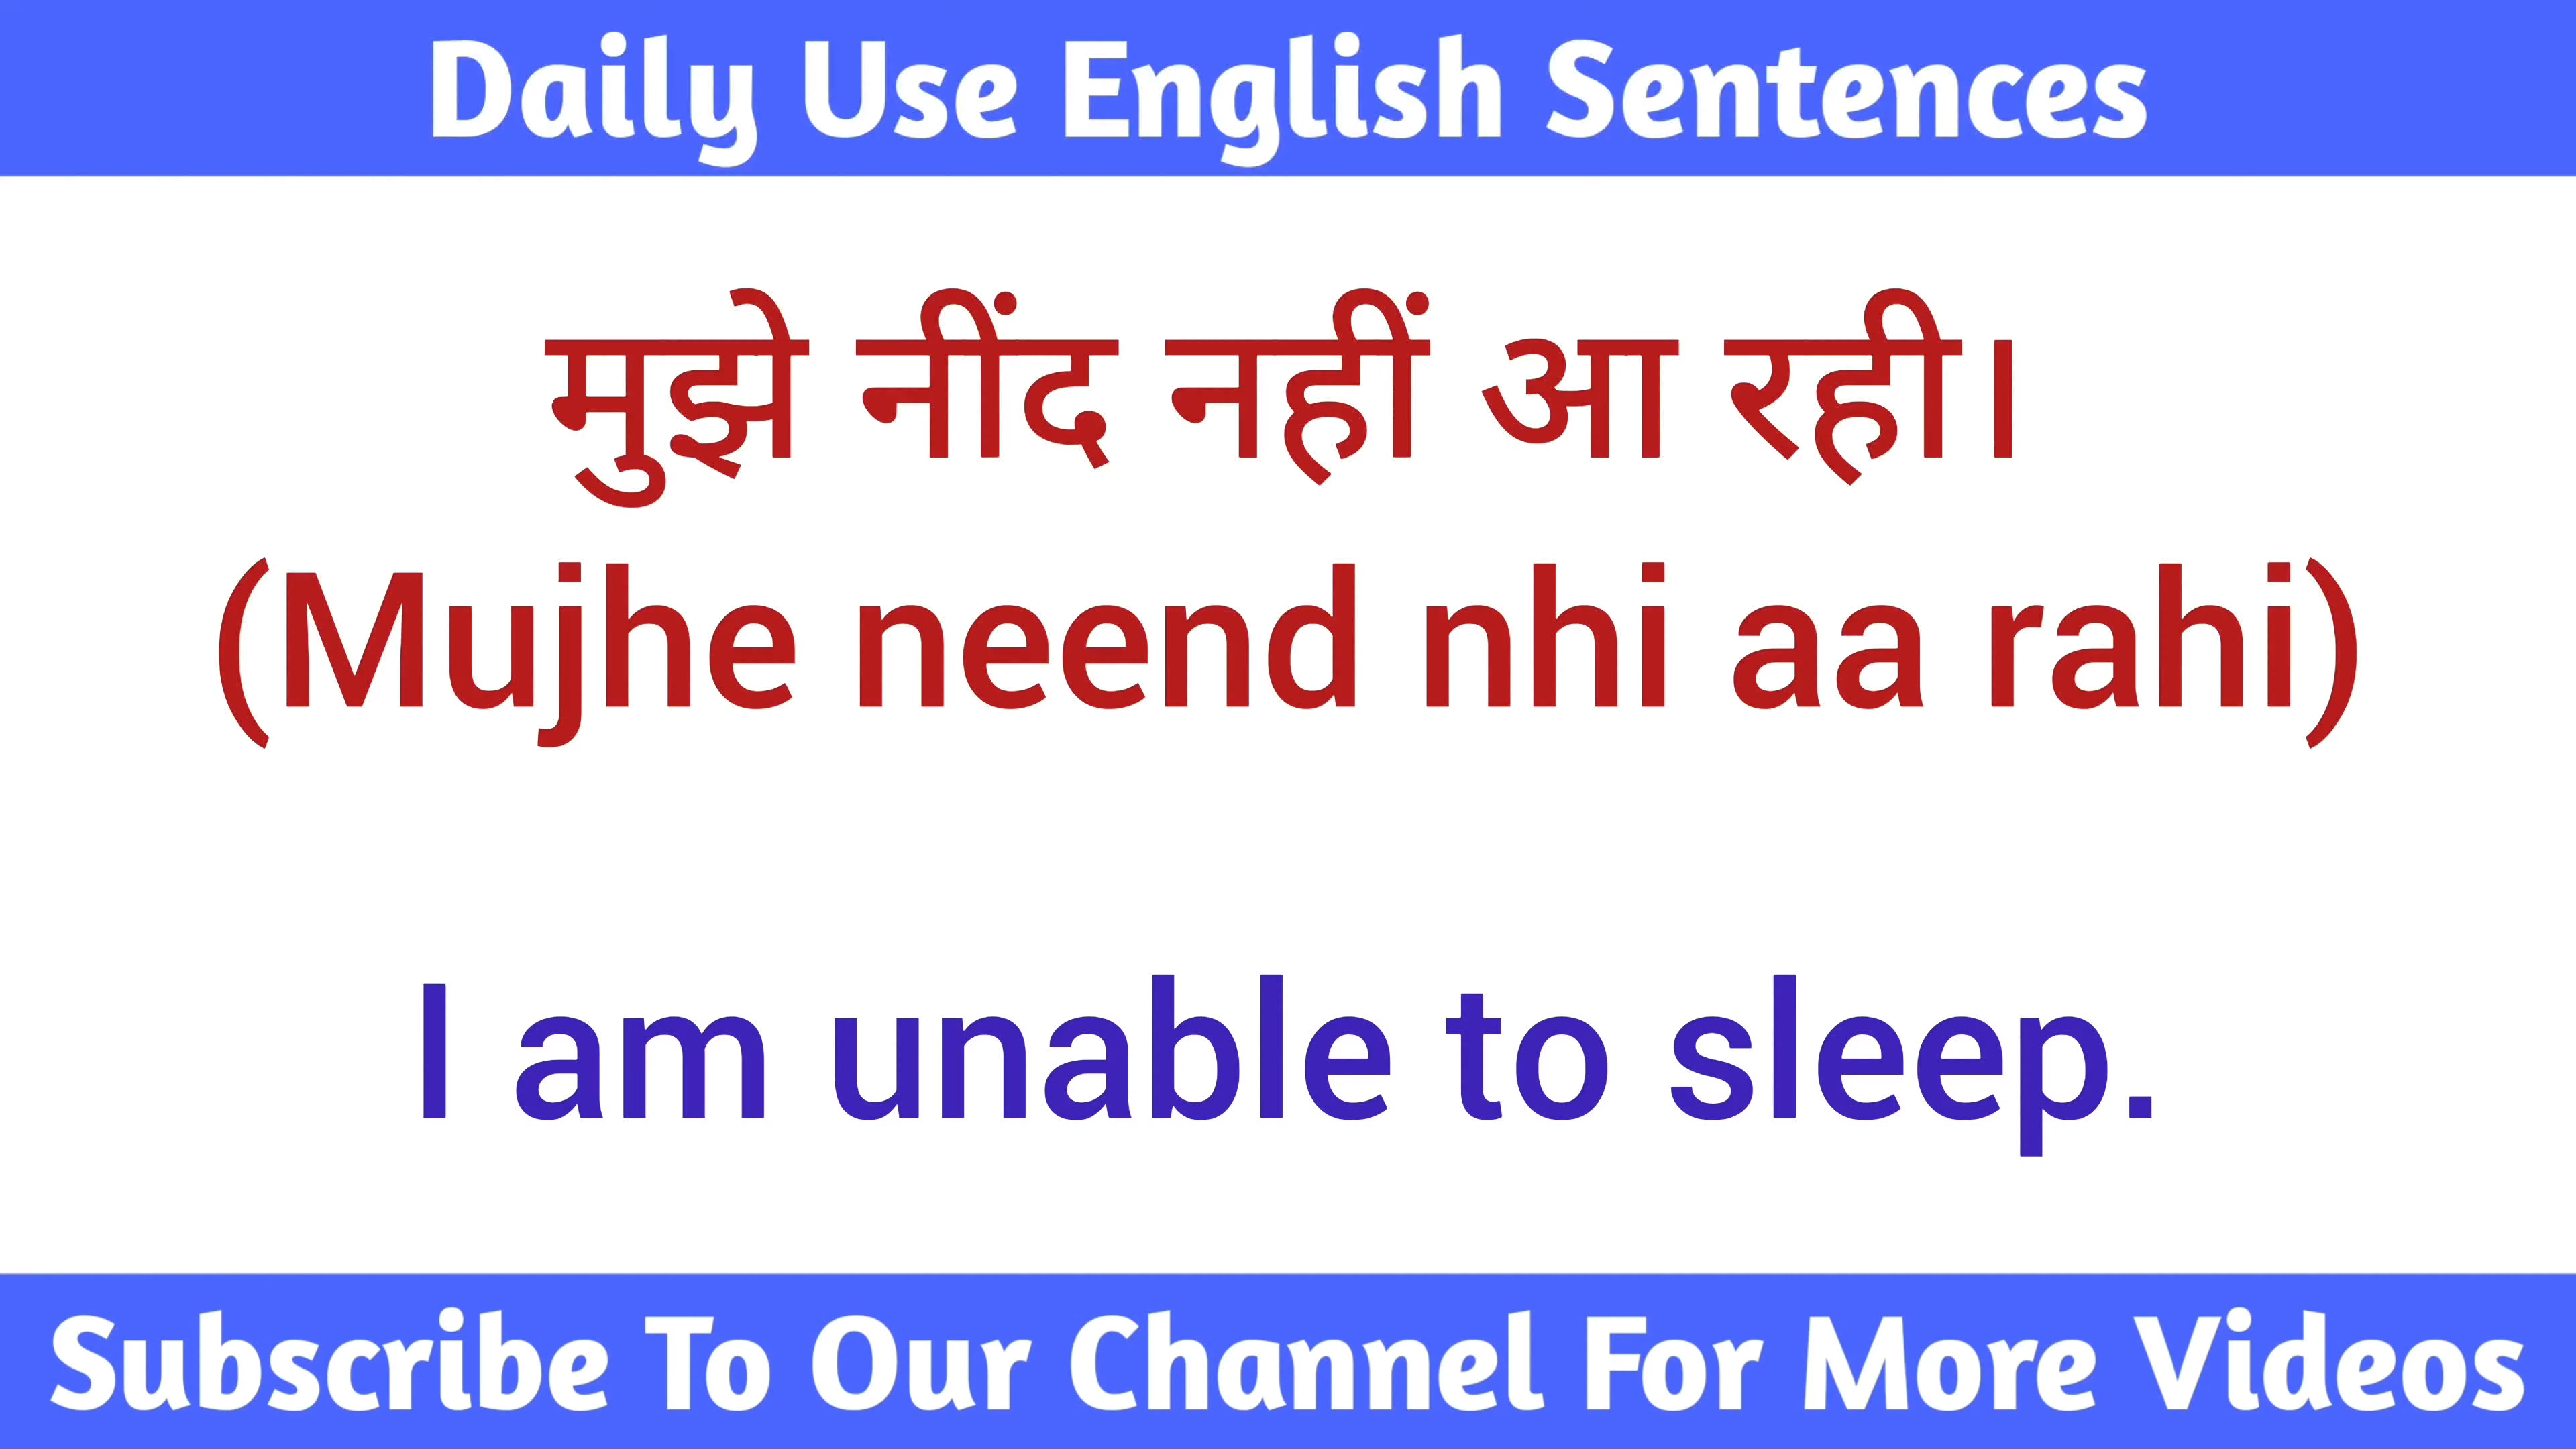 Daily Use English Sentences
मुझे नींद नहीं आ रही।
(Mujhe neend nhi aa rahi)
I am unable to sleep.
Subscribe To Our Channel For More Videos